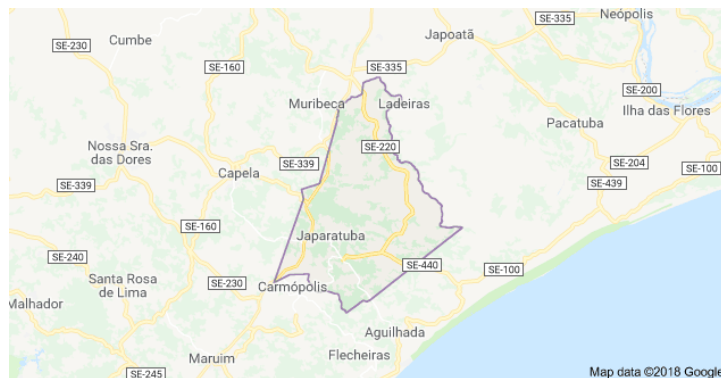 Neópolis
SE-335
Japoatã
Cumbe
SE-230
SE-160
SE-335
SE-200
Muribeca
Ladeiras
Ilha das Flores
Pacatuba
Nossa Sra.
das Dores
SE-220
SE-339
SE-204
SE-100
Capela
SE-339
SE-439
SE-160
Japaratuba
SE-240
SE-440
SE-100
Santa Rosa
de Lima
SE-230
Carmópolis
Malhador
Aguilhada
Maruim
Flecheiras
SE-245
Map data ©2018 Google